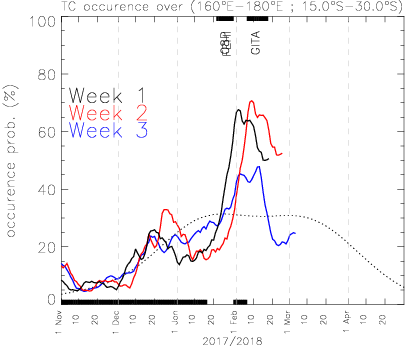 TC occurence over (160°E−180°E ; 15.0°S−30.0°S)
GITA
Week 1
Week 2
Week 3
occurence prob. (%)
100
80
60
40
20
0
1 Nov 10 20 1 Dec 10 20 1 Jan 10 20 1 Feb 10 20 1 Mar 10 20 1 Apr 10 20
2017/2018